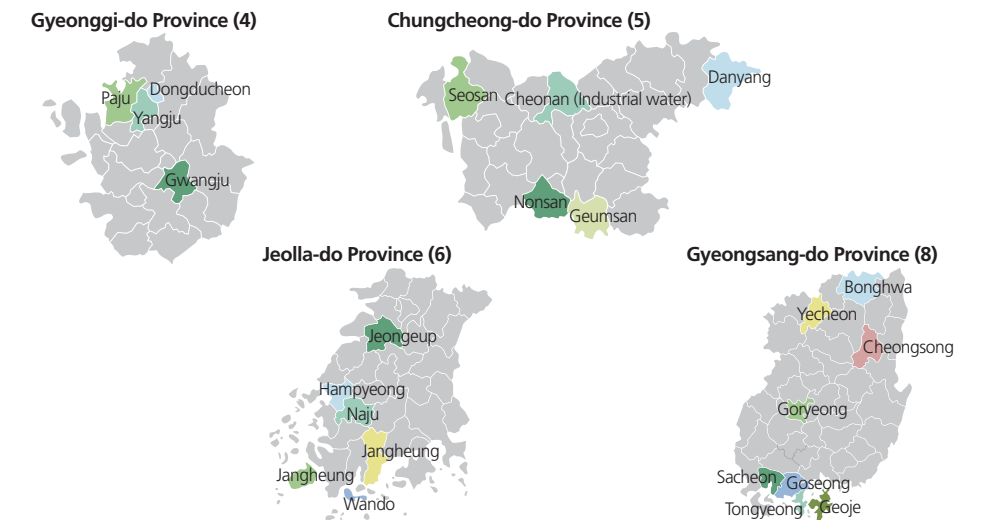 Gyeonggi-do Province (4)
Dongducheon
Paju
Yangju
Gwangju
Chungcheong-do Province (5)
Danyang
Seosan
Cheonan (Industrial water)
Nonsan
Geumsan
Jeolla-do Province (6)
Jeongeup
Hampyeong
Naju
Jangheung
Jangheung
Wando
Gyeongsang-do Province (8)
Bonghwa
Yecheon
Cheongsong
Goryeong
Sacheon
Goseong
Tongyeong
Geoje